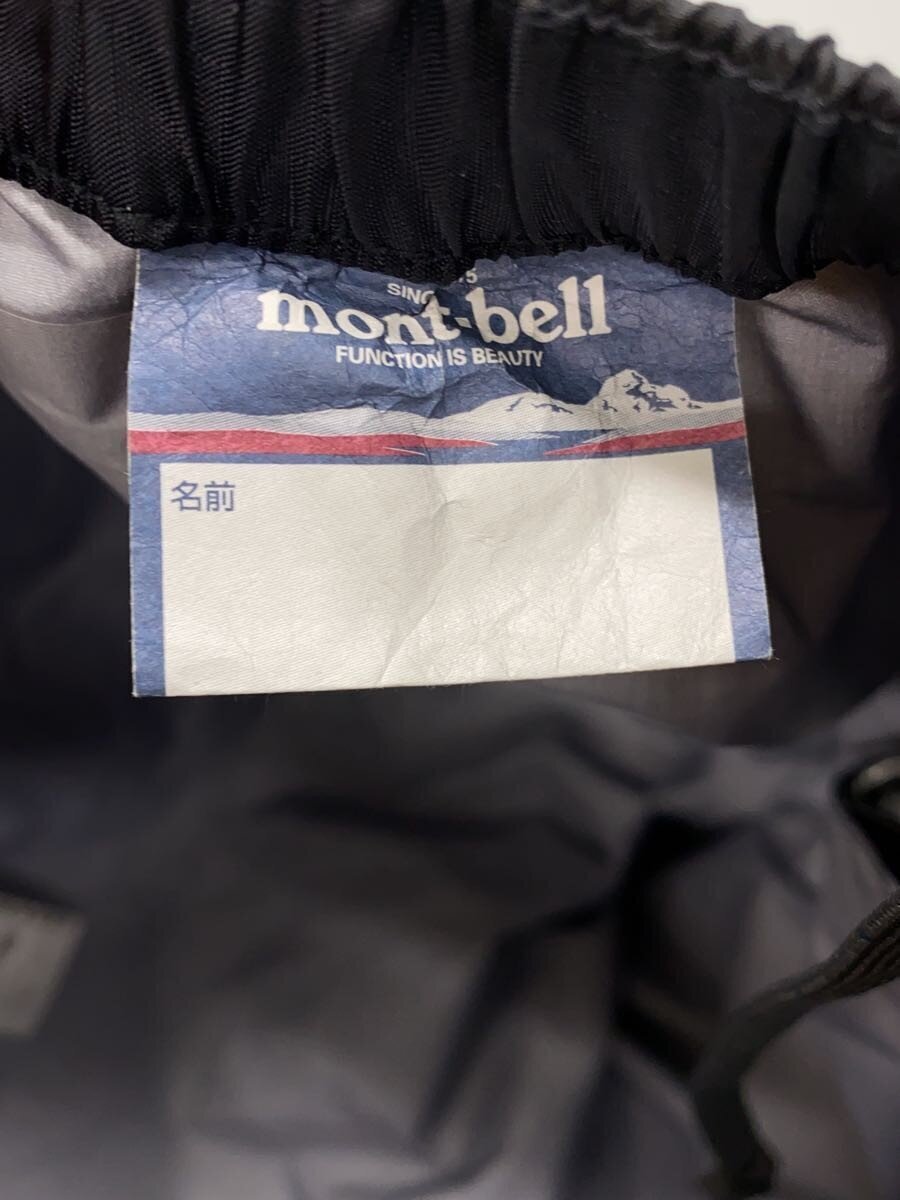 mont-bell
FUNCTION IS BEAUTY
名前